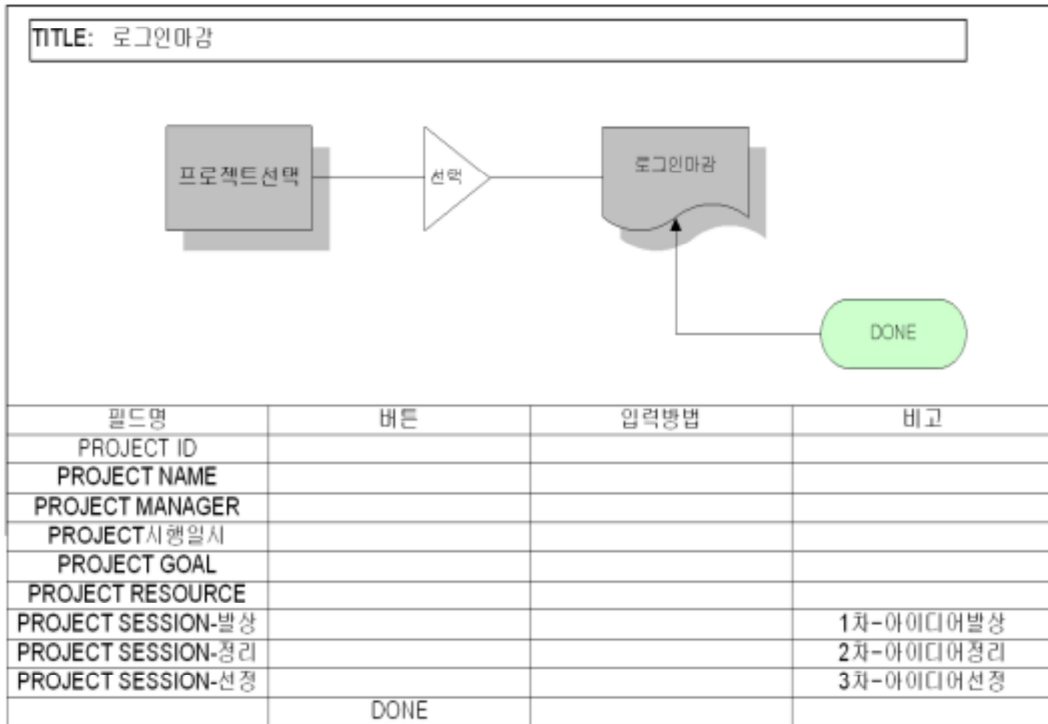 TITLE: 로그인마감
프로젝트선택
선택
로그인마감
DONE
필드명 버튼 입력방법 비고
PROJECT ID
PROJECT NAME
PROJECT MANAGER
PROJECT시행일시
PROJECT GOAL
PROJECT RESOURCE
PROJECT SESSION-발상 1차-아이디어발상
PROJECT SESSION-정리 2차-아이디어정리
PROJECT SESSION-선정 3차-아이디어선정
DONE